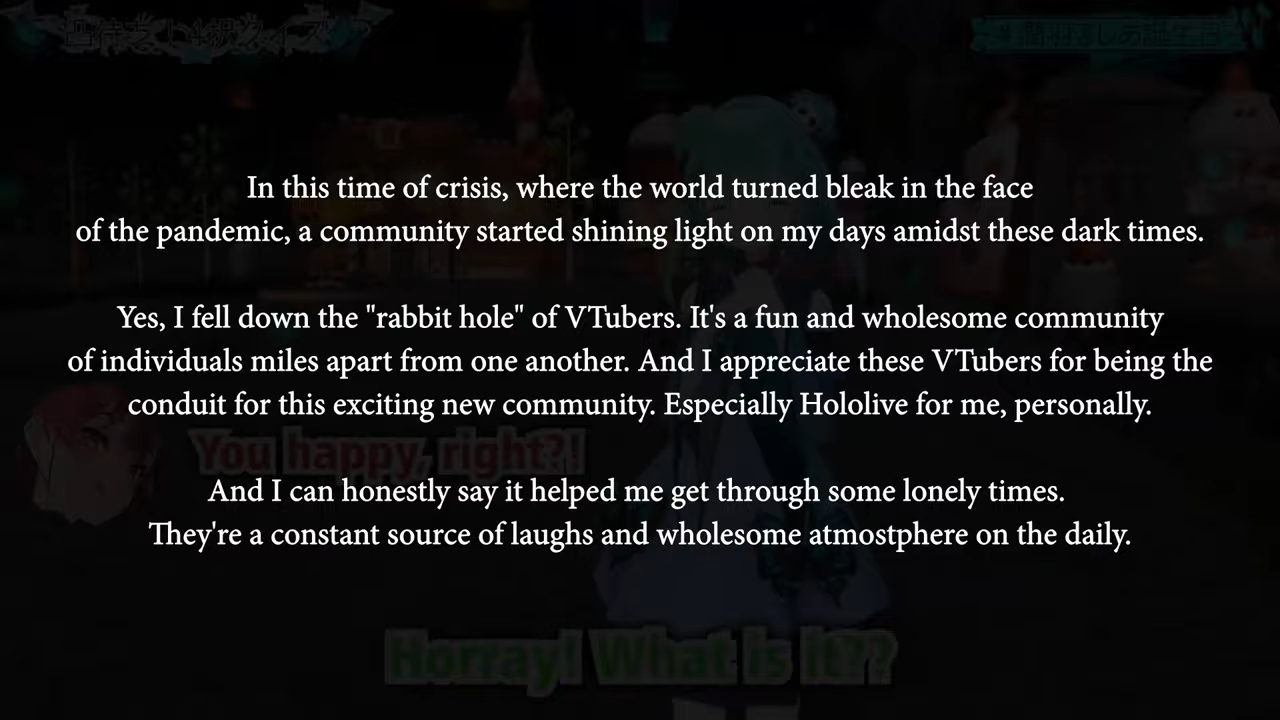 In this time of crisis, where the world turned bleak in the face
of the pandemic, a community started shining light on my days amidst these dark times.
Yes, I fell down the "rabbit hole" of VTubers. It's a fun and wholesome community
of individuals miles apart from one another. And I appreciate these VTubers for being the
conduit for this exciting new community. Especially Hololive for me, personally.
You happy, right?!
And I can honestly say it helped me get through some lonely times.
They're a constant source of laughs and wholesome atmostphere on the daily.
Horray! What is it??